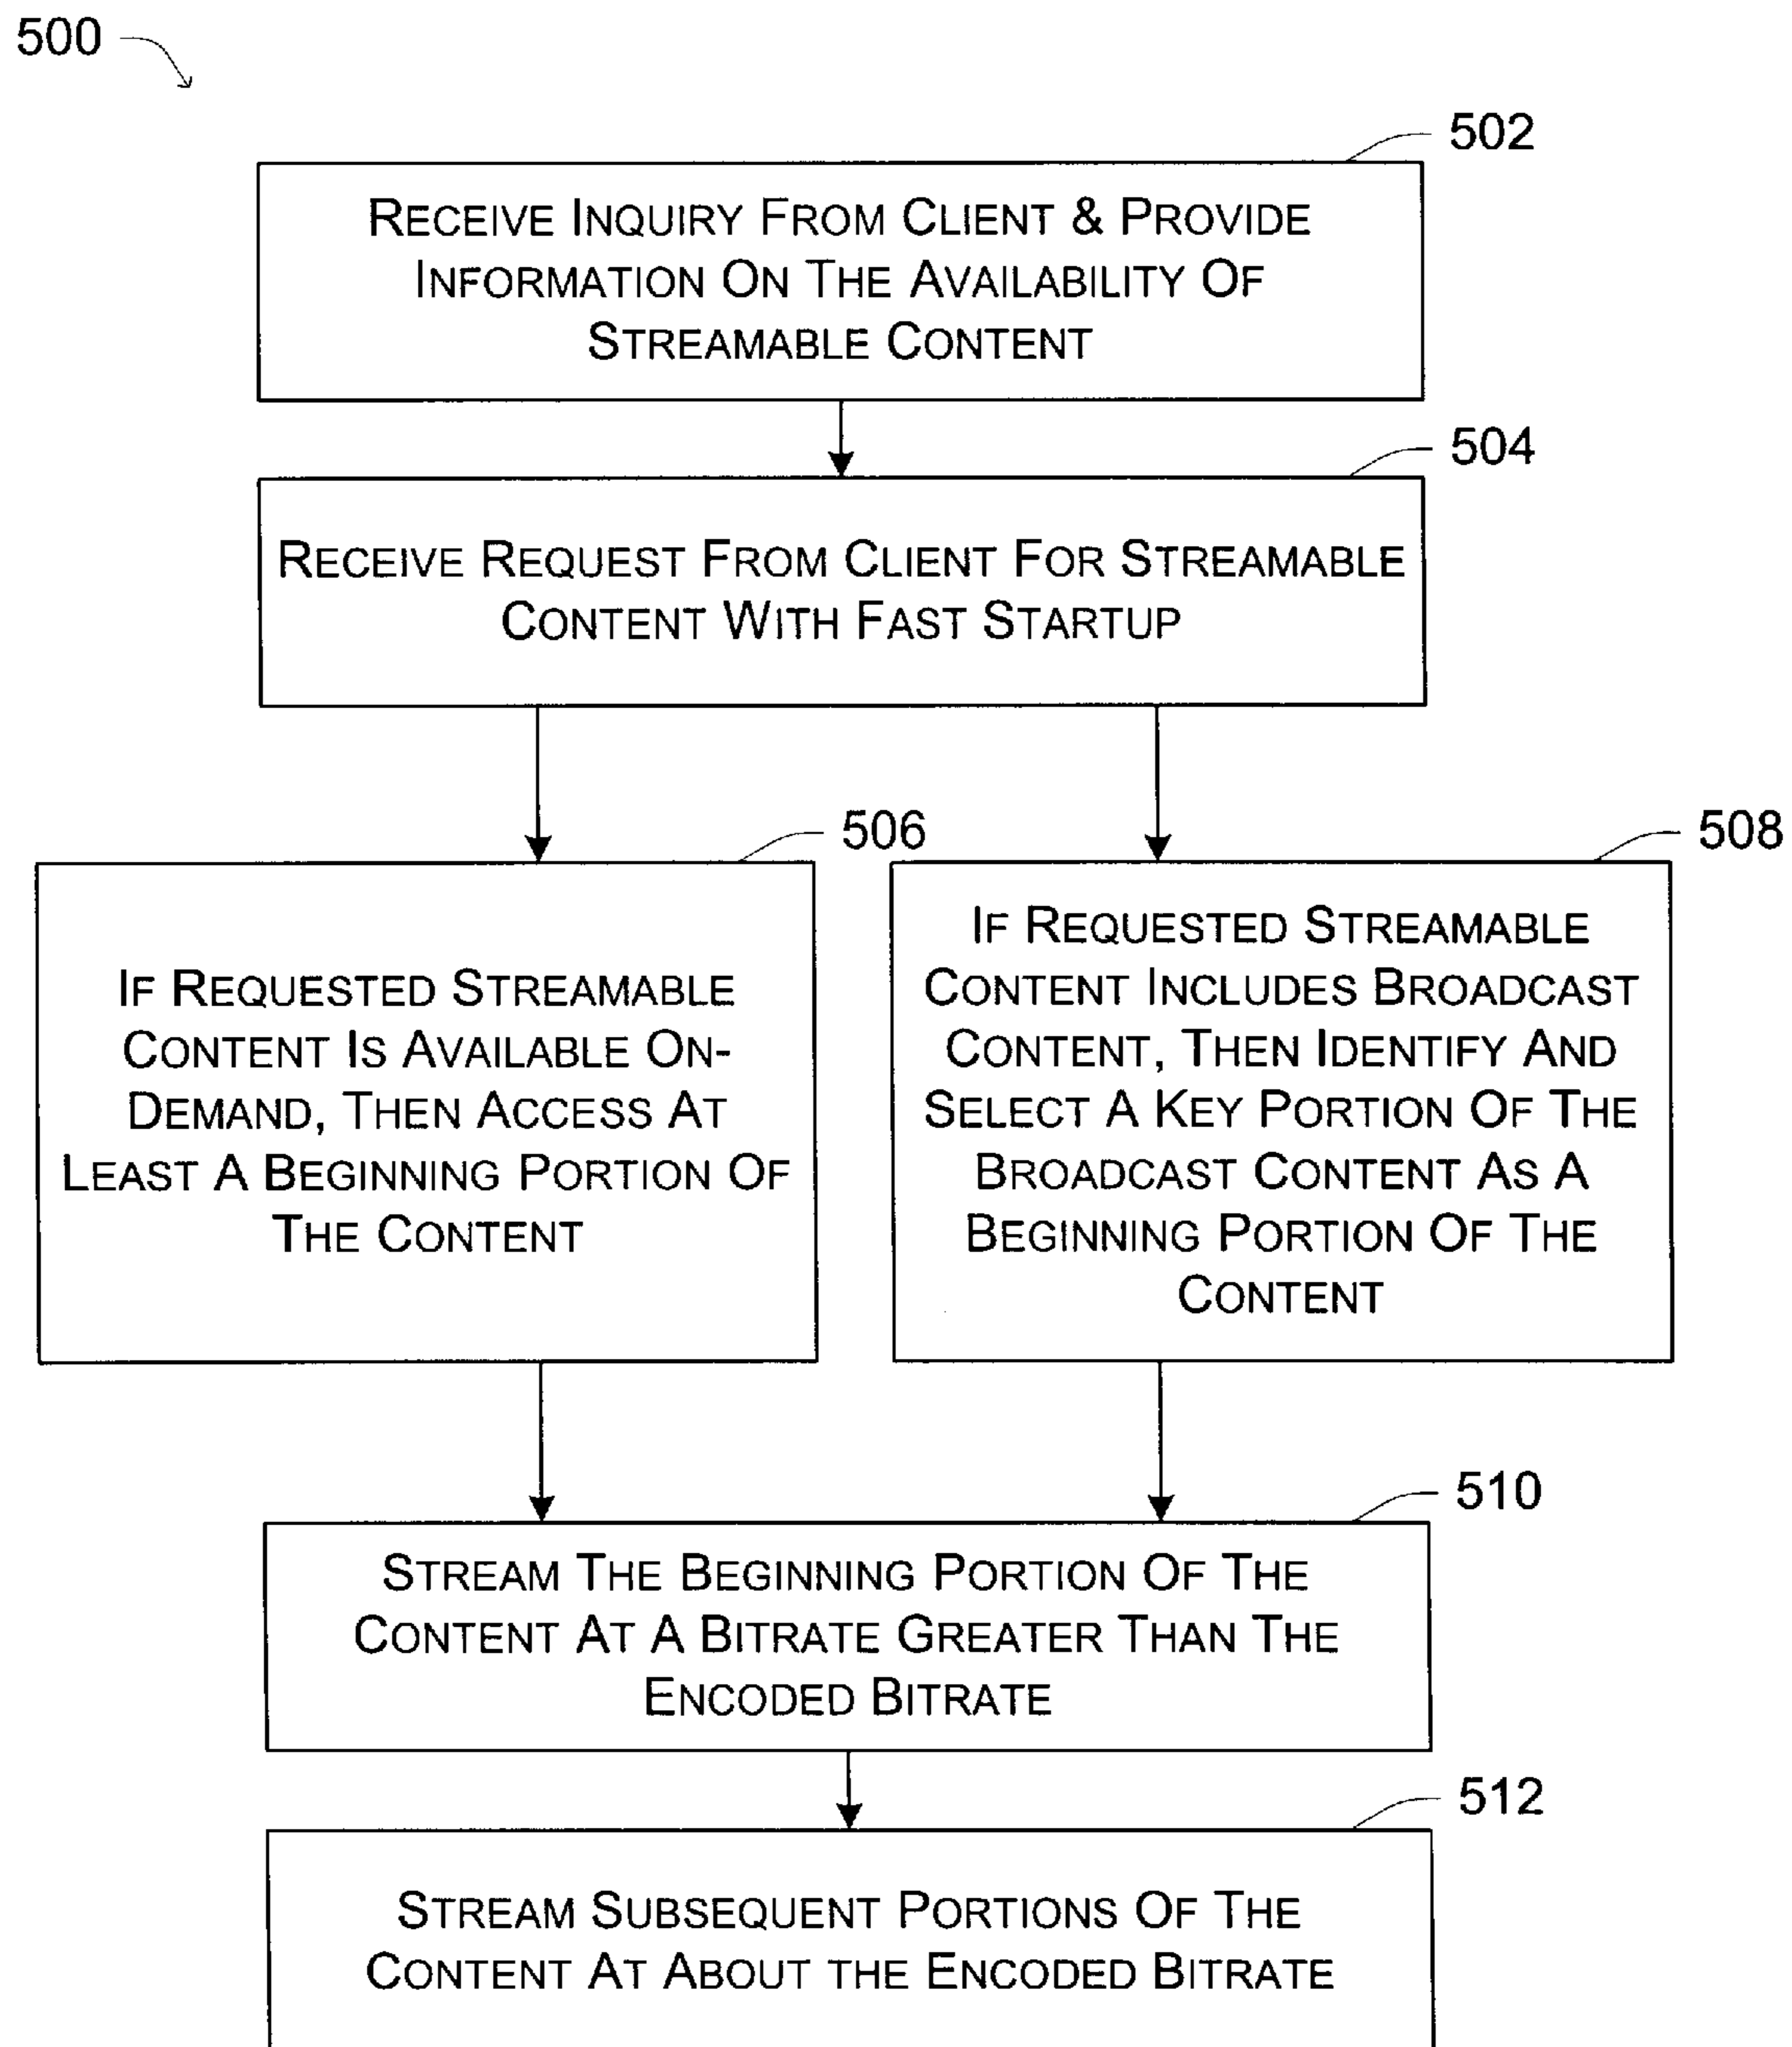 500
502
RECEIVE INQUIRY FROM CLIENT & PROVIDE
INFORMATION ON THE AVAILABILITY OF
STREAMABLE CONTENT
504
RECEIVE REQUEST FROM CLIENT FOR STREAMABLE
CONTENT WITH FAST STARTUP
506
IF REQUESTED STREAMABLE
CONTENT IS AVAILABLE ON-
DEMAND, THEN ACCESS AT
LEAST A BEGINNING PORTION OF
THE CONTENT
508
IF REQUESTED STREAMABLE
CONTENT INCLUDES BROADCAST
CONTENT, THEN IDENTIFY AND
SELECT A KEY PORTION OF THE
BROADCAST CONTENT AS A
BEGINNING PORTION OF THE
CONTENT
510
STREAM THE BEGINNING PORTION OF THE
CONTENT AT A BITRATE GREATER THAN THE
ENCODED BITRATE
512
STREAM SUBSEQUENT PORTIONS OF THE
CONTENT AT ABOUT THE ENCODED BITRATE